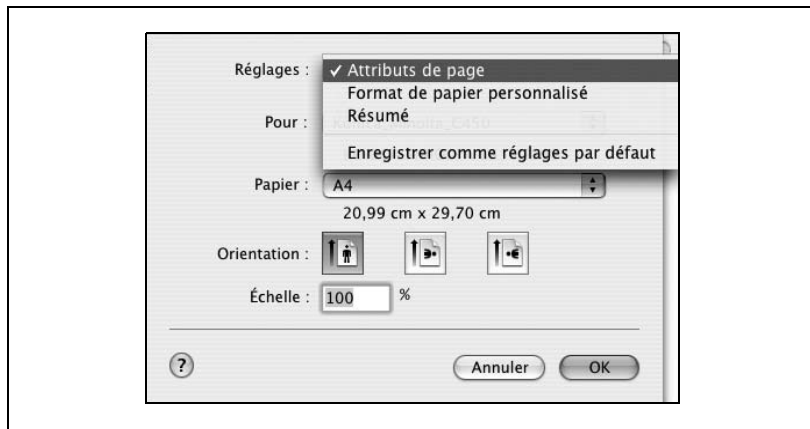 Réglages : ✓ Attributs de page
Format de papier personnalisé
Résumé
Pour :
Enregistrer comme réglages par défaut
Papier : A4
20,99 cm x 29,70 cm
Orientation :
Échelle : 100 %
? Annuler OK